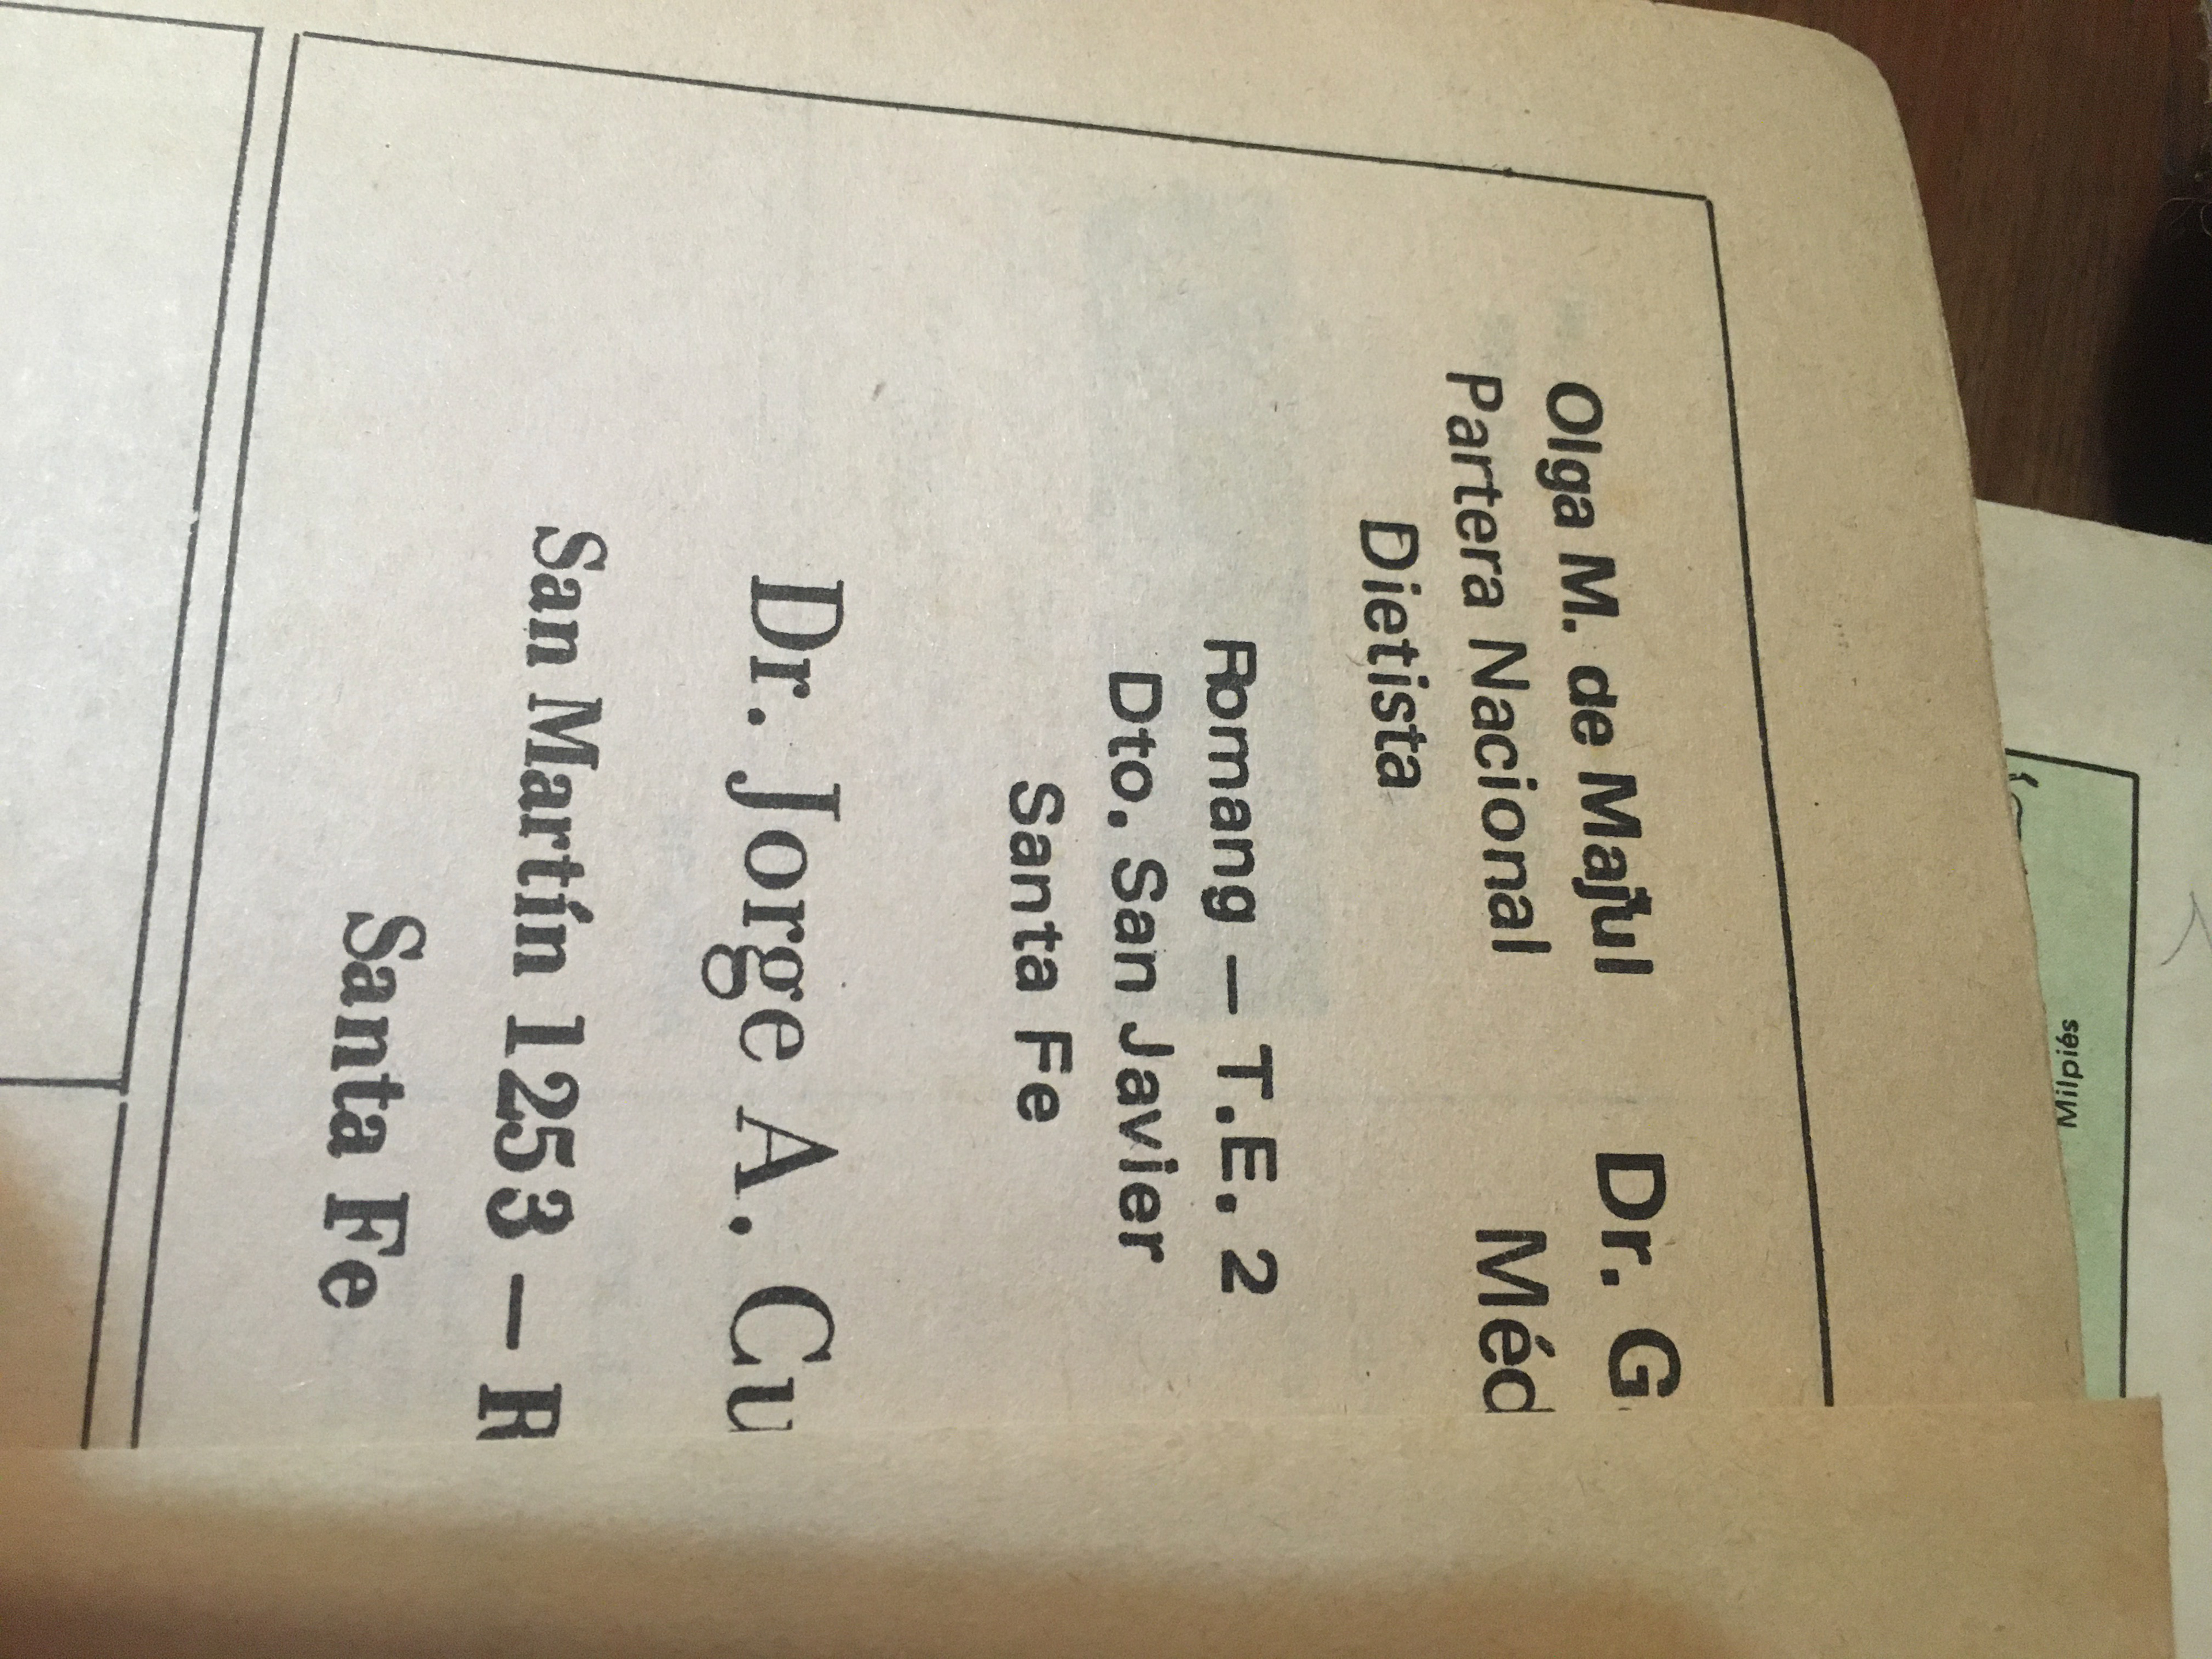 Olga M. de Majul Dr. G
Partera Nacional Méd
Dietista
Romang — T.E. 2
Dto. San Javier
Santa Fe
Dr. Jorge A. Cu
San Martín 1253 – R
Santa Fe
Milpiés